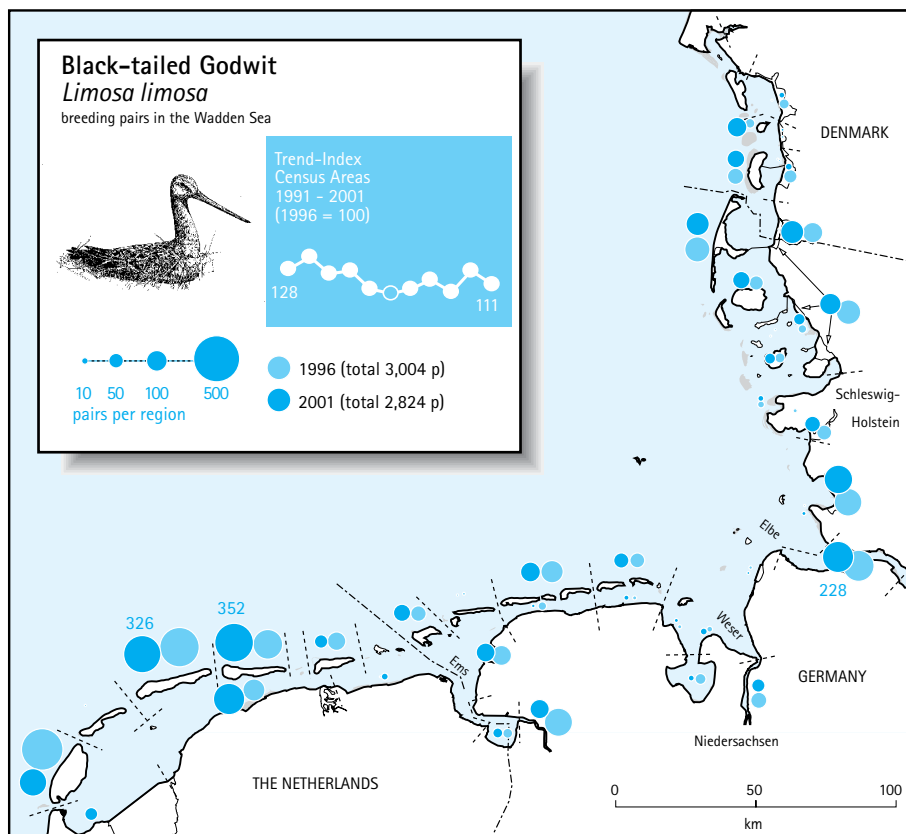 Black-tailed Godwit
Limosa limosa
breeding pairs in the Wadden Sea
Trend-Index
Census Areas
1991 - 2001
(1996 = 100)
128
111
10 50 100 500
pairs per region
1996 (total 3,004 p)
2001 (total 2,824 p)
DENMARK
Schleswig-
Holstein
Elbe
228
Weser
326
352
Ems
GERMANY
Niedersachsen
THE NETHERLANDS
0 50 100
km